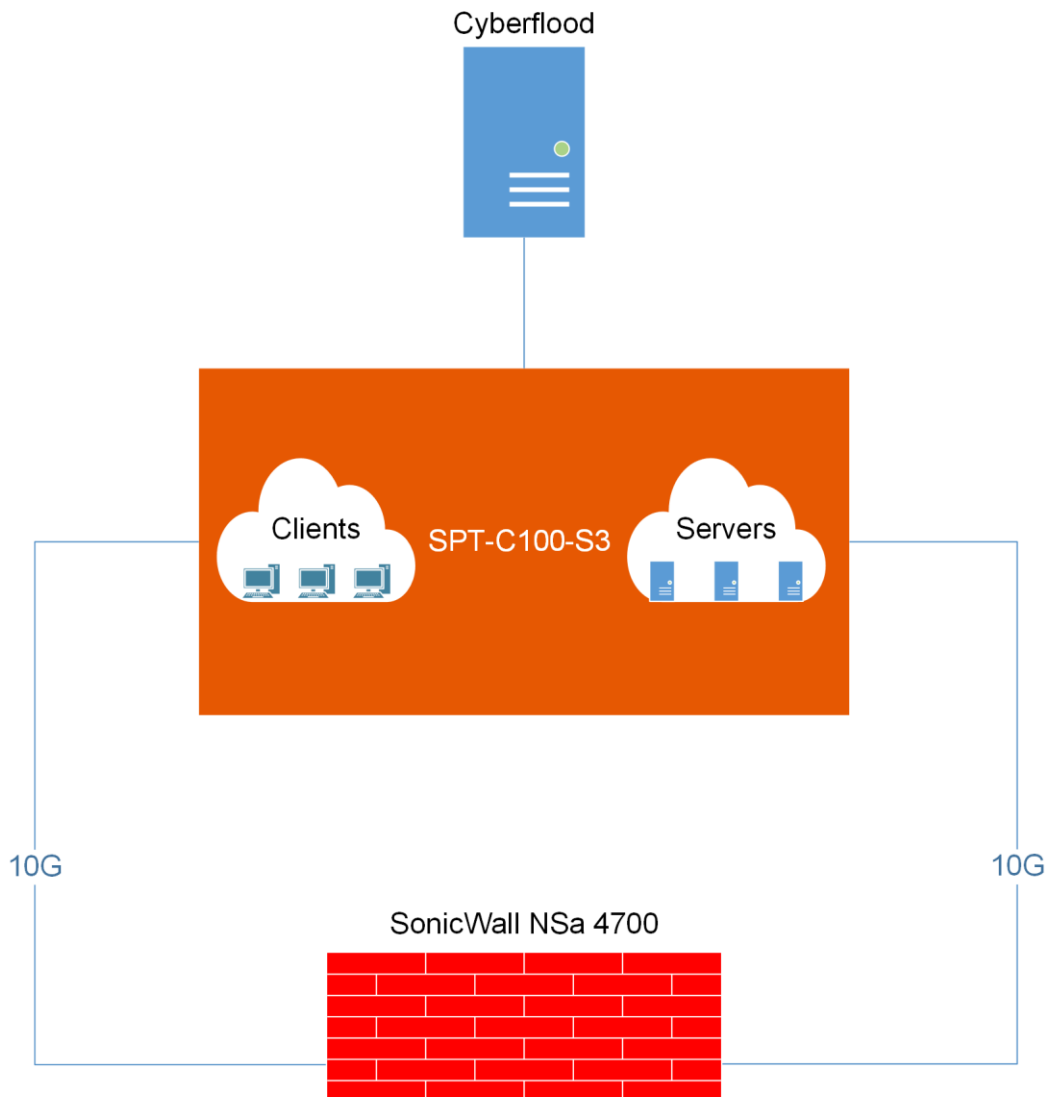 Cyberflood
Clients
SPT-C100-S3
Servers
10G
10G
SonicWall NSa 4700